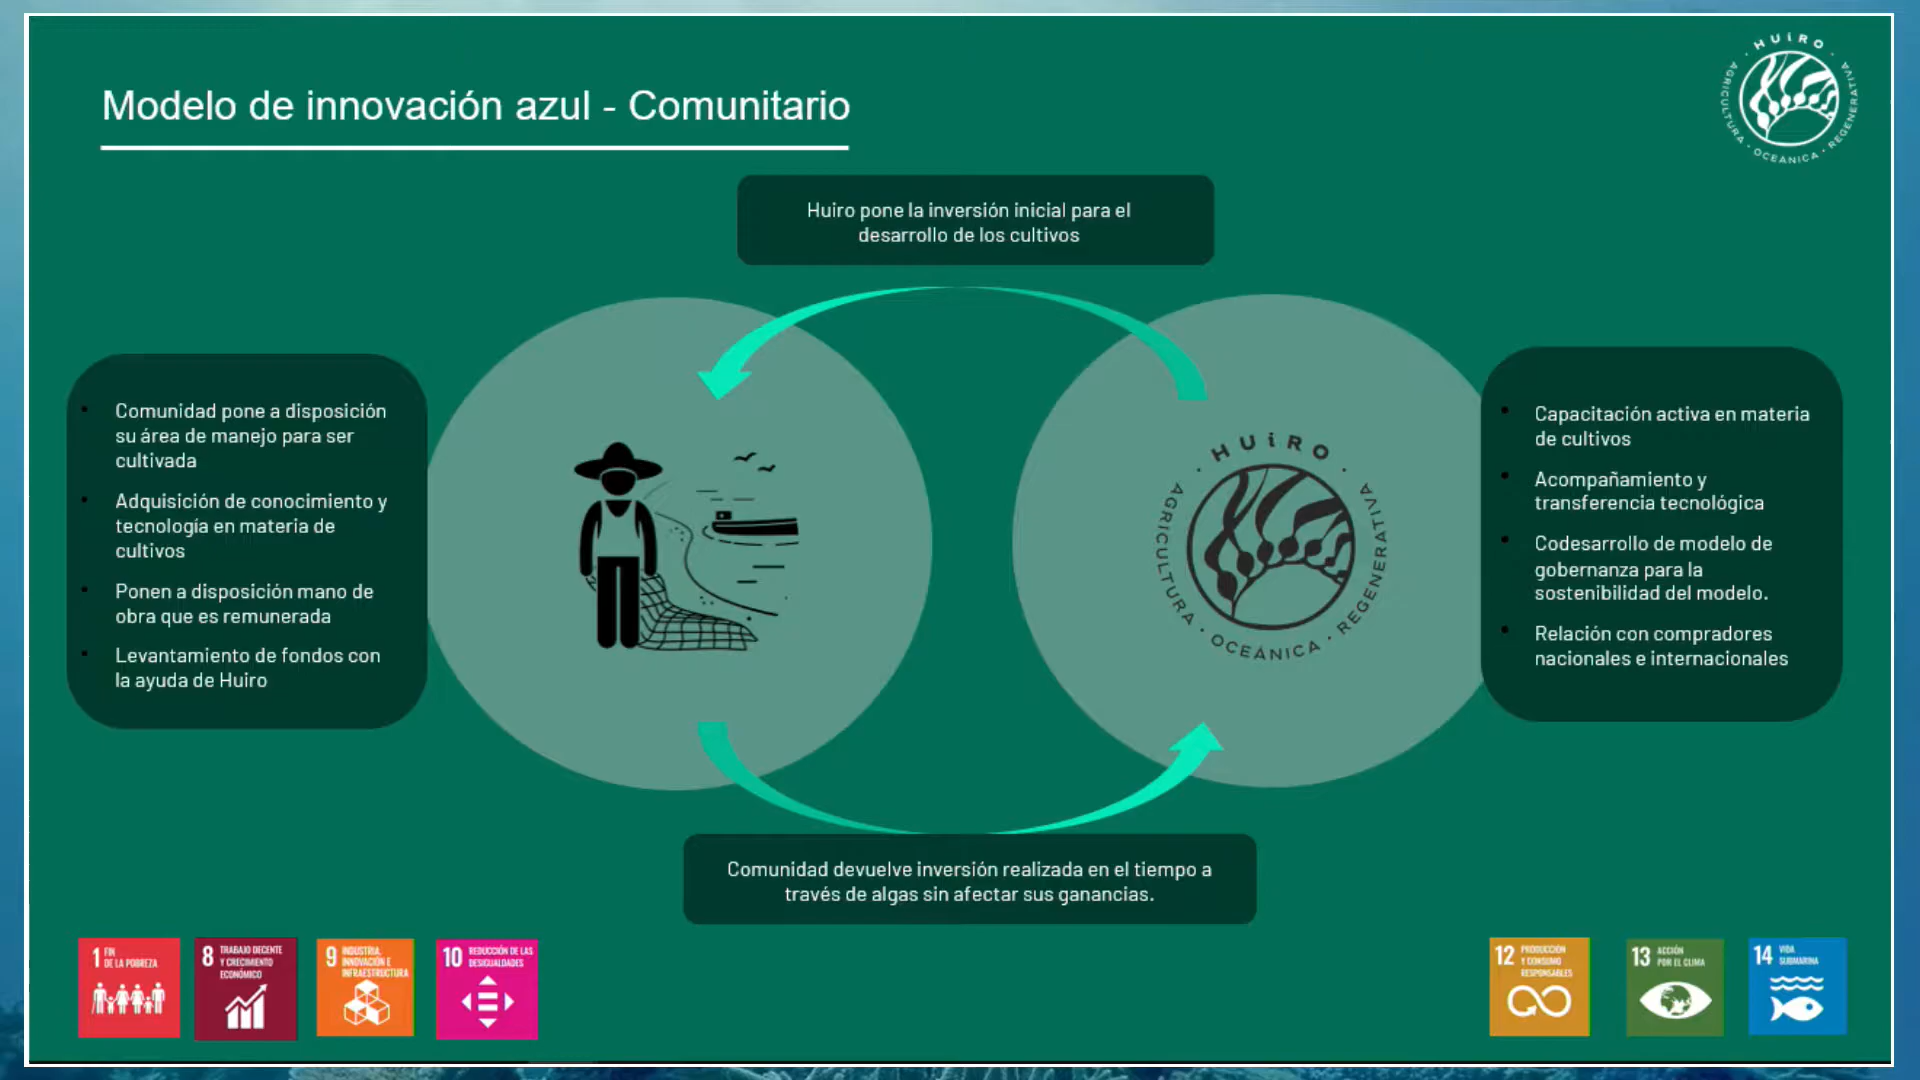 Modelo de innovación azul - Comunitario
HUiRO
AGRICULTURA · OCEANICA · REGENERATIVA
Huiro pone la inversión inicial para el
desarrollo de los cultivos
Comunidad pone a disposición
su área de manejo para ser
cultivada
Adquisición de conocimiento y
tecnología en materia de
cultivos
Ponen a disposición mano de
obra que es remunerada
Levantamiento de fondos con
la ayuda de Huiro
HUiRO
AGRICULTURA · OCEÁNICA · REGENERATIVA
Capacitación activa en materia
de cultivos
Acompañamiento y
transferencia tecnológica
Codesarrollo de modelo de
gobernanza para la
sostenibilidad del modelo.
Relación con compradores
nacionales e internacionales
Comunidad devuelve inversión realizada en el tiempo a
través de algas sin afectar sus ganancias.
1 FIN
DE LA POBREZA
8 TRABAJO DECENTE
Y CRECIMIENTO
ECONÓMICO
9 INDUSTRIA,
INNOVACIÓN E
INFRAESTRUCTURA
10 REDUCCIÓN DE LAS
DESIGUALDADES
12 PRODUCCIÓN
Y CONSUMO
RESPONSABLES
13 ACCIÓN
POR EL CLIMA
14 VIDA
SUBMARINA